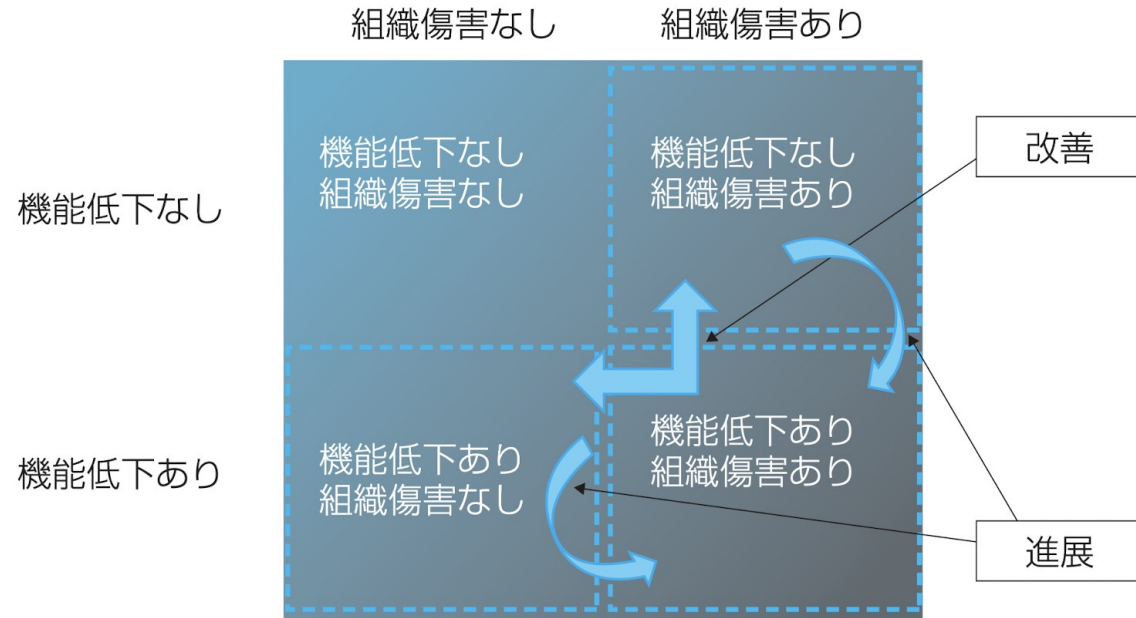 組織傷害なし
組織傷害あり
機能低下なし
機能低下なし
組織傷害なし
機能低下なし
組織傷害あり
改善
機能低下あり
機能低下あり
組織傷害なし
機能低下あり
組織傷害あり
進展